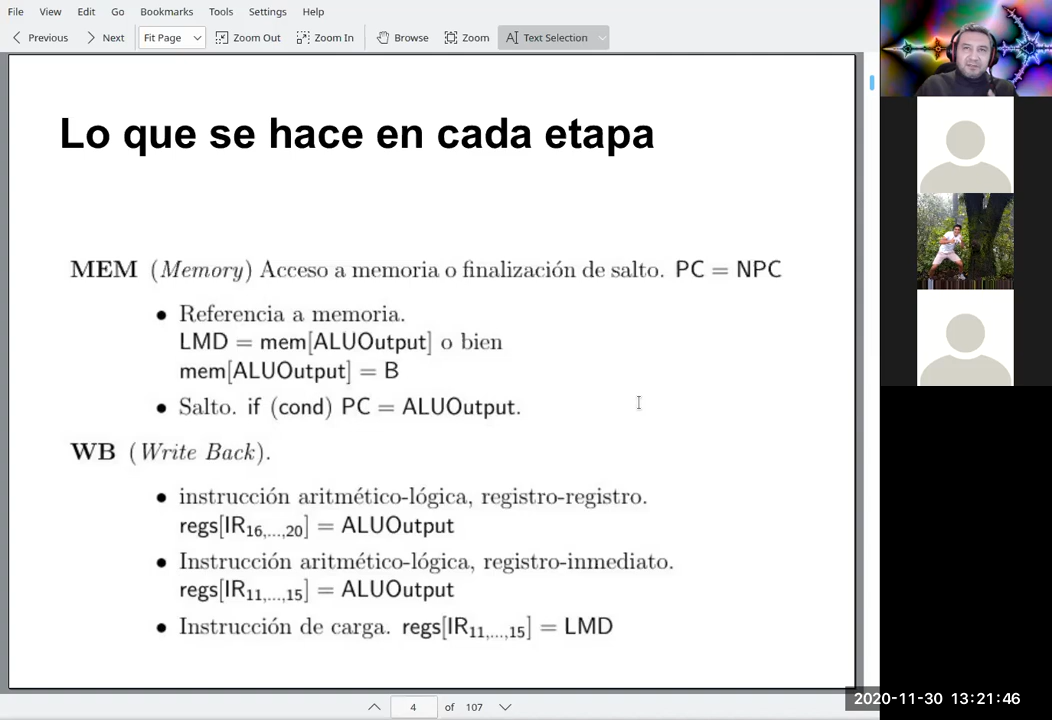 File View Edit Go Bookmarks Tools Settings Help
Previous Next Fit Page Zoom Out Zoom In Browse Zoom Text Selection
Lo que se hace en cada etapa
MEM (Memory) Acceso a memoria o finalización de salto. PC = NPC
• Referencia a memoria.
LMD = mem[ALUOutput] o bien
mem[ALUOutput] = B
• Salto. if (cond) PC = ALUOutput.
WB (Write Back).
• instrucción aritmético-lógica, registro-registro.
regs[IR16,...,20] = ALUOutput
• Instrucción aritmético-lógica, registro-inmediato.
regs[IR11,...,15] = ALUOutput
• Instrucción de carga. regs[IR11,...,15] = LMD
4 of 107
2020-11-30 13:21:46